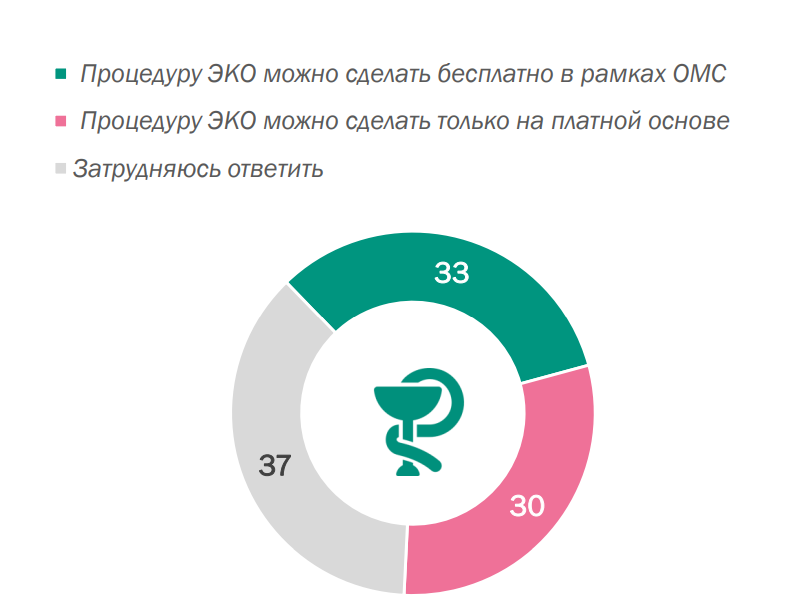 Процедуру ЭКО можно сделать бесплатно в рамках ОМС
Процедуру ЭКО можно сделать только на платной основе
Затрудняюсь ответить
33
37
30